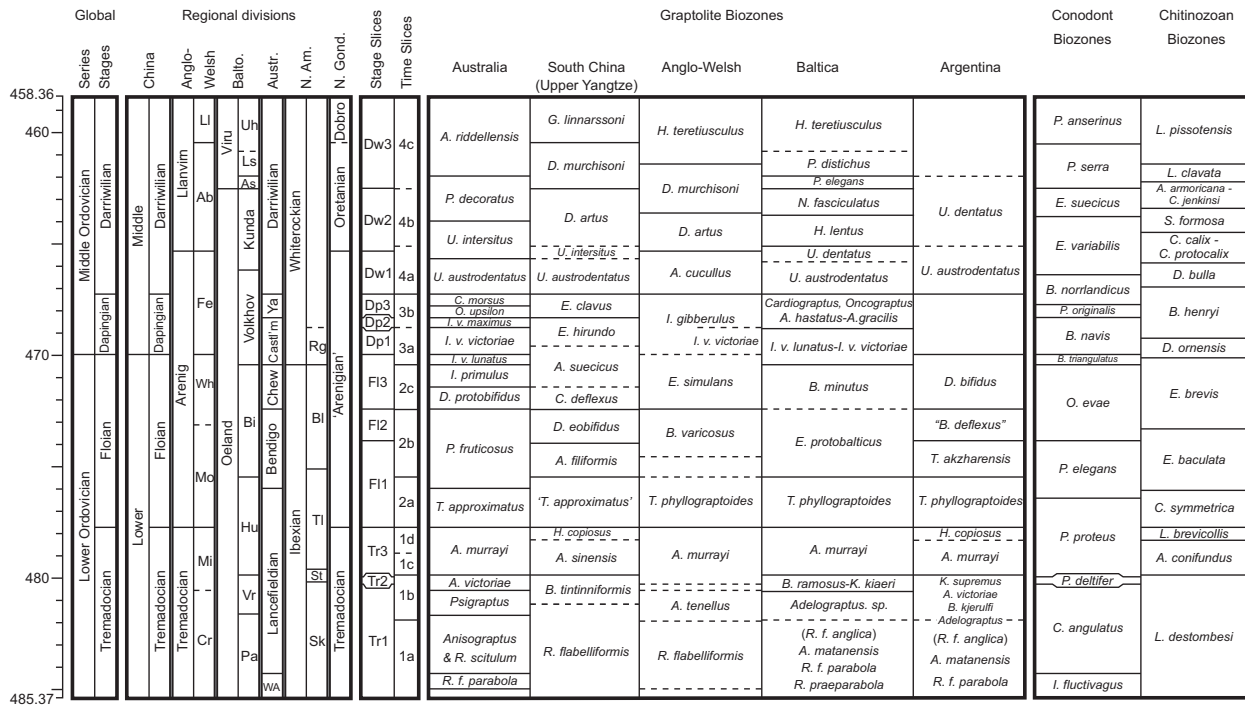 Global
Regional divisions
Graptolite Biozones
Conodont
Biozones
Chitinozoan
Biozones
Series
Stages
China
Anglo-
Welsh
Balto.
Austr.
N. Am.
N. Gond.
Stage Slices
Time Slices
Australia
South China
(Upper Yangtze)
Anglo-Welsh
Baltica
Argentina
458.36
460
470
480
485.37
Middle Ordovician
Lower Ordovician
Darriwilian
Dapingian
Floian
Tremadocian
Middle
Lower
Darriwilian
Dapingian
Floian
Tremadocian
Llanvirn
Arenig
Tremadocian
Ll
Ab
Fe
Wh
Mo
Mi
Cr
Viru
Oeland
Uh
Ls
As
Kunda
Volkhov
Bi
Hu
Vr
Pa
Darriwilian
Ya
Castl'm
Chew
Bendigo
Lancefieldian
WA
Whiterockian
Ibexian
Rg
Bl
Tl
St
Sk
Dobro
Oretanian
'Arenigian'
Tremadocian
Dw3
Dw2
Dw1
Dp3
Dp2
Dp1
Fl3
Fl2
Fl1
Tr3
Tr2
Tr1
4c
4b
4a
3b
3a
2c
2b
2a
1d
1c
1b
1a
A. riddellensis
P. decoratus
U. intersitus
U. austrodentatus
C. morsus
O. upsilon
I. v. maximus
I. v. victoriae
I. v. lunatus
I. primulus
D. protobifidus
P. fruticosus
T. approximatus
A. murrayi
A. victoriae
Psigraptus
Anisograptus
& R. scitulum
R. f. parabola
G. linnarssoni
D. murchisoni
D. artus
U. intersitus
U. austrodentatus
E. clavus
E. hirundo
A. suecicus
C. deflexus
D. eobifidus
A. filiformis
'T. approximatus'
H. copiosus
A. sinensis
B. tintinniformis
R. flabelliformis
H. teretiusculus
D. murchisoni
D. artus
A. cucullus
I. gibberulus
I. v. victoriae
E. simulans
B. varicosus
T. phyllograptoides
A. murrayi
A. tenellus
R. flabelliformis
H. teretiusculus
P. distichus
P. elegans
N. fasciculatus
H. lentus
U. dentatus
U. austrodentatus
Cardiograptus, Oncograptus
A. hastatus-A.gracilis
I. v. lunatus-I. v. victoriae
B. minutus
E. protobalticus
T. phyllograptoides
A. murrayi
B. ramosus-K. kiaeri
Adelograptus. sp.
(R. f. anglica)
A. matanensis
R. f. parabola
R. praeparabola
U. dentatus
U. austrodentatus
D. bifidus
"B. deflexus"
T. akzharensis
T. phyllograptoides
H. copiosus
A. murrayi
K. supremus
A. victoriae
B. kjerulfi
Adelograptus
(R. f. anglica)
A. matanensis
R. f. parabola
P. anserinus
P. serra
E. suecicus
E. variabilis
B. norrlandicus
P. originalis
B. navis
B. triangulatus
O. evae
P. elegans
P. proteus
P. deltifer
C. angulatus
I. fluctivagus
L. pissotensis
L. clavata
A. armoricana -
C. jenkinsi
S. formosa
C. calix -
C. protocalix
D. bulla
B. henryi
D. ornensis
E. brevis
E. baculata
C. symmetrica
L. brevicollis
A. conifundus
L. destombesi